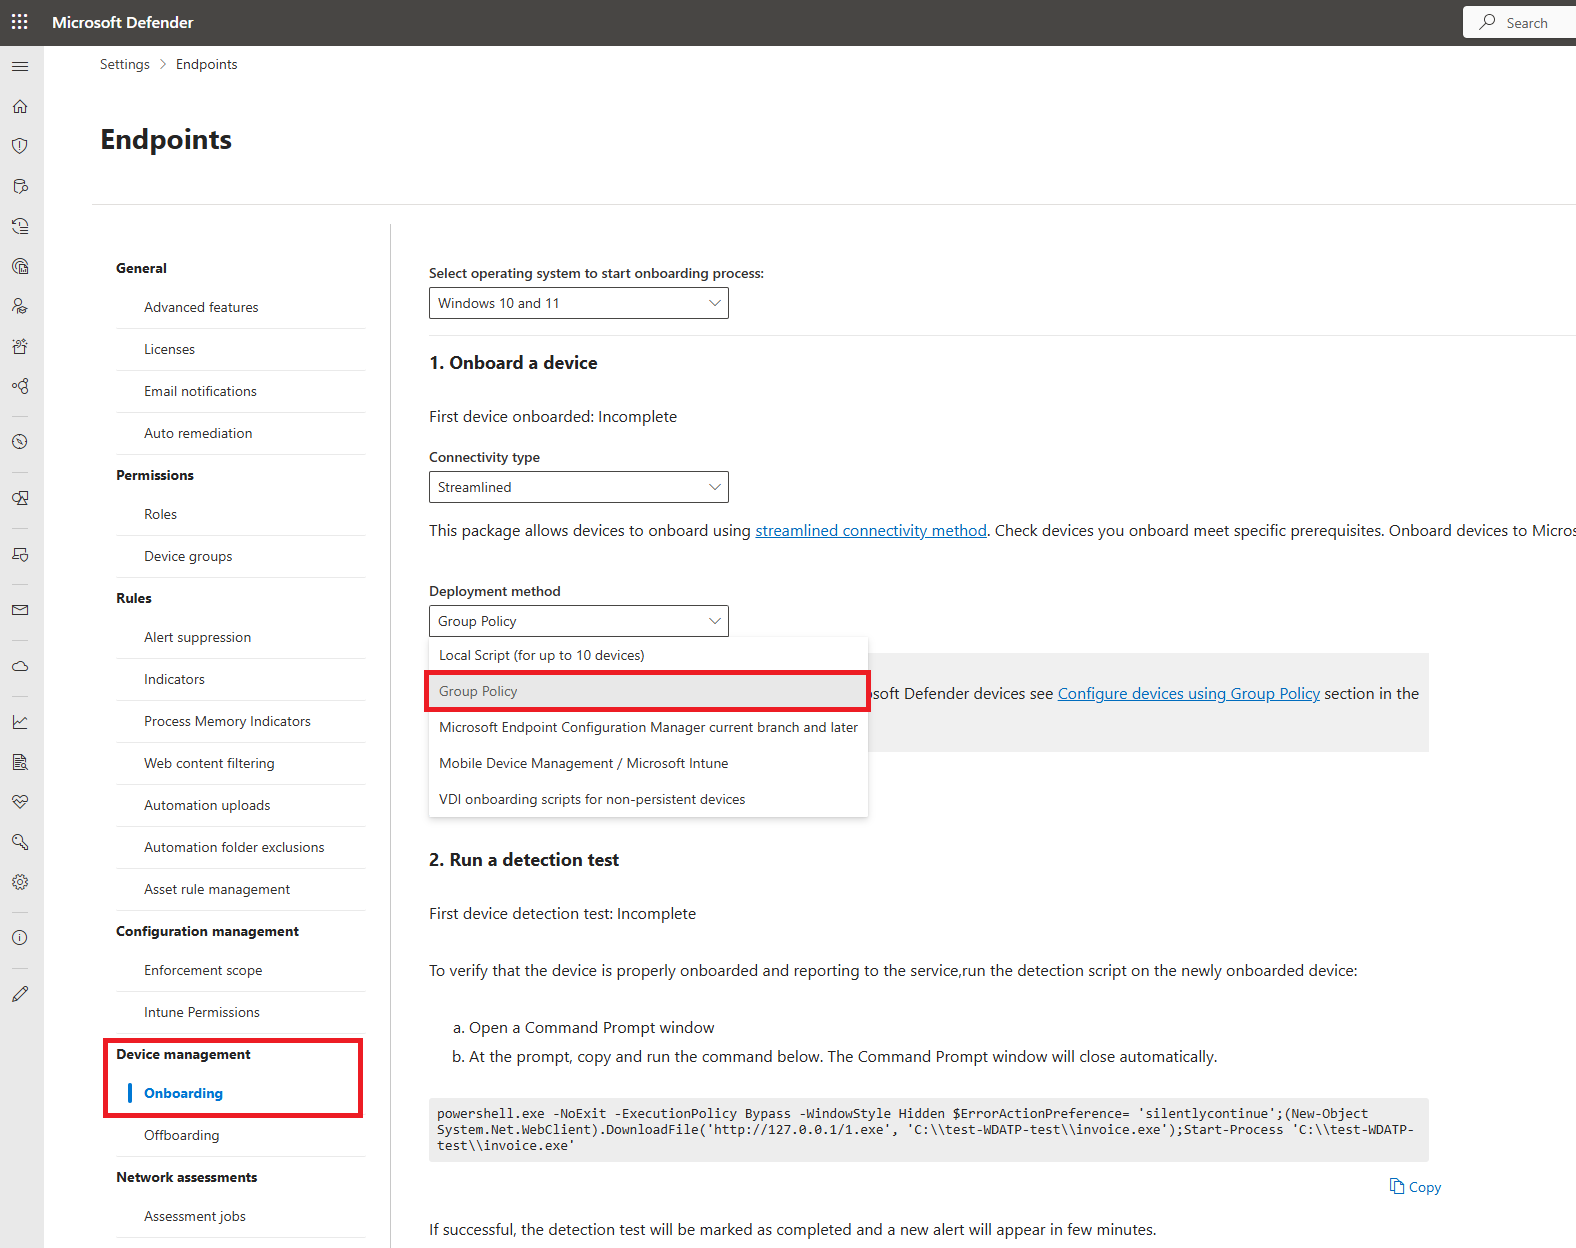 Microsoft Defender
Search
Settings > Endpoints
Endpoints
General
Advanced features
Licenses
Email notifications
Auto remediation
Permissions
Roles
Device groups
Rules
Alert suppression
Indicators
Process Memory Indicators
Web content filtering
Automation uploads
Automation folder exclusions
Asset rule management
Configuration management
Enforcement scope
Intune Permissions
Device management
Onboarding
Offboarding
Network assessments
Assessment jobs
Select operating system to start onboarding process:
Windows 10 and 11
1. Onboard a device
First device onboarded: Incomplete
Connectivity type
Streamlined
This package allows devices to onboard using streamlined connectivity method. Check devices you onboard meet specific prerequisites. Onboard devices to Micros
Deployment method
Group Policy
Local Script (for up to 10 devices)
Group Policy
osoft Defender devices see Configure devices using Group Policy section in the
Microsoft Endpoint Configuration Manager current branch and later
Mobile Device Management / Microsoft Intune
VDI onboarding scripts for non-persistent devices
2. Run a detection test
First device detection test: Incomplete
To verify that the device is properly onboarded and reporting to the service,run the detection script on the newly onboarded device:
a. Open a Command Prompt window
b. At the prompt, copy and run the command below. The Command Prompt window will close automatically.
powershell.exe -NoExit -ExecutionPolicy Bypass -WindowStyle Hidden $ErrorActionPreference= 'silentlycontinue';(New-Object
System.Net.WebClient).DownloadFile('http://127.0.0.1/1.exe', 'C:\\test-WDATP-test\\invoice.exe');Start-Process 'C:\\test-WDATP-
test\\invoice.exe'
Copy
If successful, the detection test will be marked as completed and a new alert will appear in few minutes.